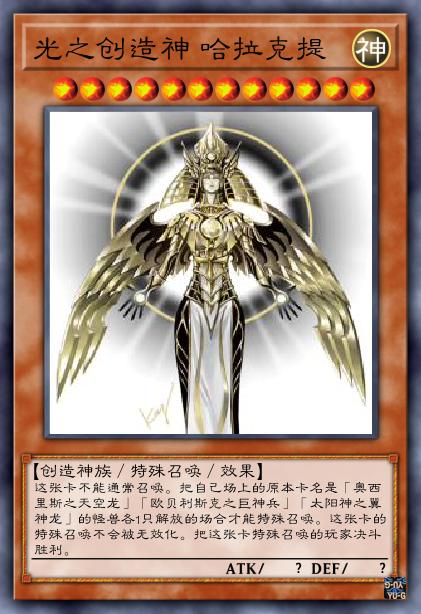 光之创造神 哈拉克提
神
Kay
【创造神族／特殊召唤／效果】
这张卡不能通常召唤。把自己场上的原本卡名是「奥西
里斯之天空龙」「欧贝利斯克之巨神兵」「太阳神之翼
神龙」的怪兽各1只解放的场合才能特殊召唤。这张卡的
特殊召唤不会被无效化。把这张卡特殊召唤的玩家决斗
胜利。
ATK/ ? DEF/ ?